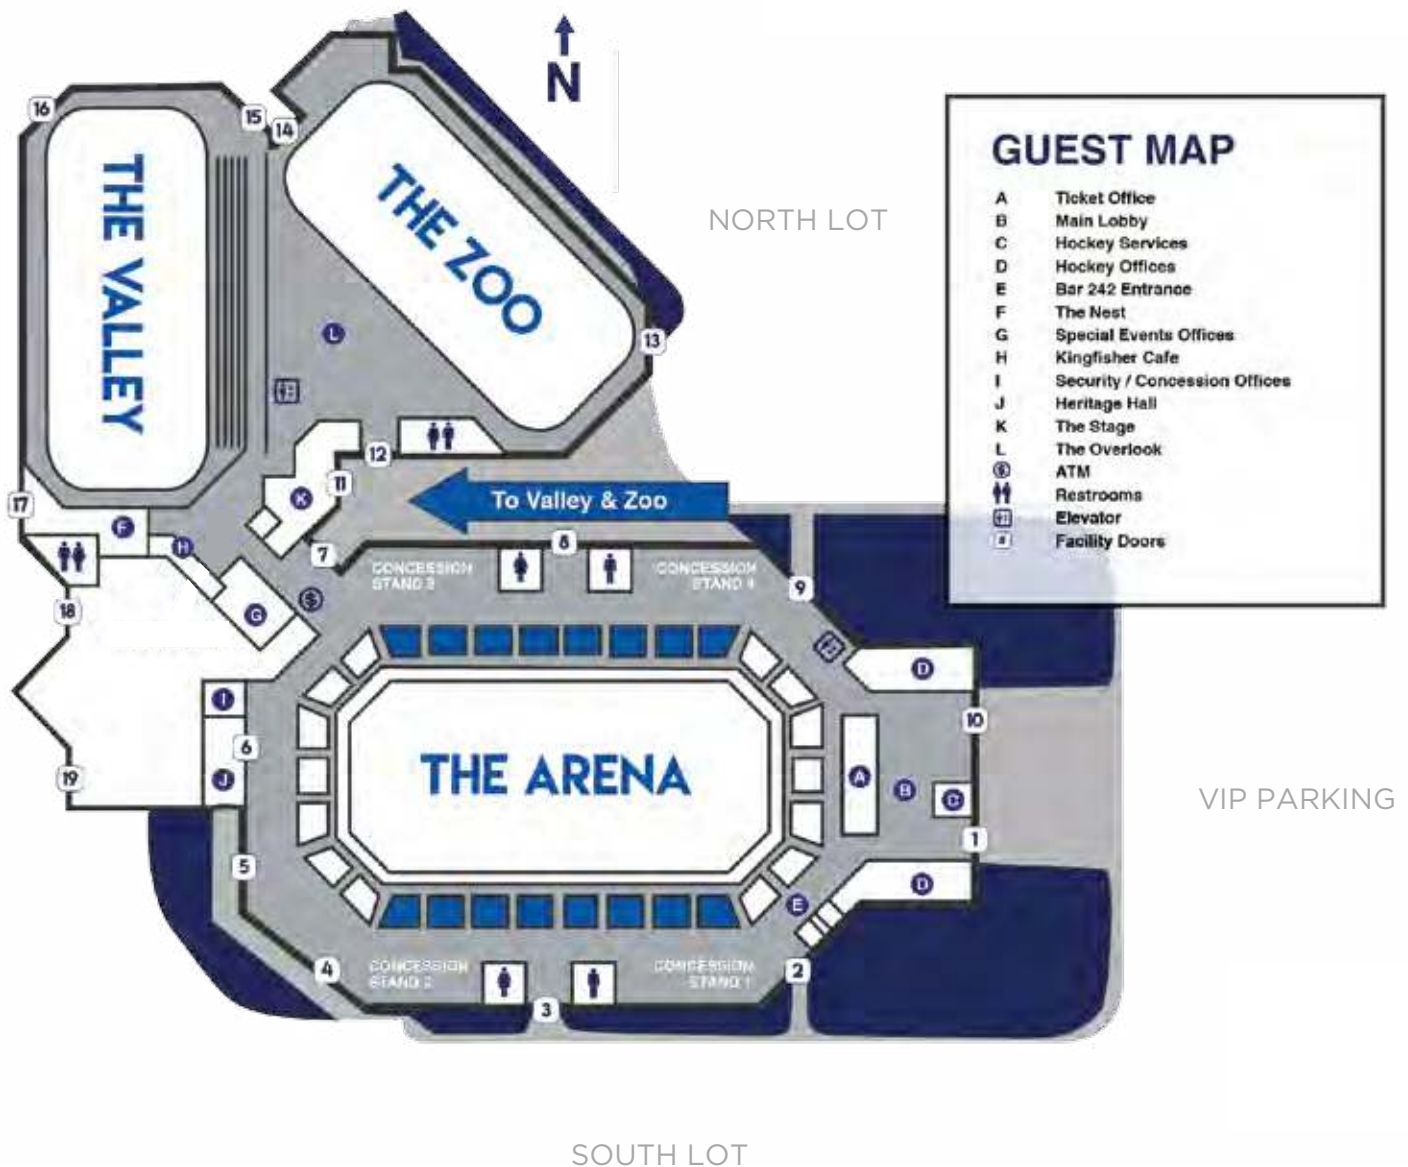 N
16
15
14
THE VALLEY
THE ZOO
NORTH LOT
GUEST MAP
A Ticket Office
B Main Lobby
C Hockey Services
D Hockey Offices
E Bar 242 Entrance
F The Nest
G Special Events Offices
H Kingfisher Cafe
I Security / Concession Offices
J Heritage Hall
K The Stage
L The Overlook
$ ATM
Restrooms
Elevator
# Facility Doors
L
13
12
11
K
To Valley & Zoo
17
F
H
7
8
CONCESSION
STAND 3
CONCESSION
STAND 4
9
18
G
$
D
I
10
6
J
19
THE ARENA
A
B
C
VIP PARKING
1
5
D
E
4
CONCESSION
STAND 2
CONCESSION
STAND 1
2
3
SOUTH LOT